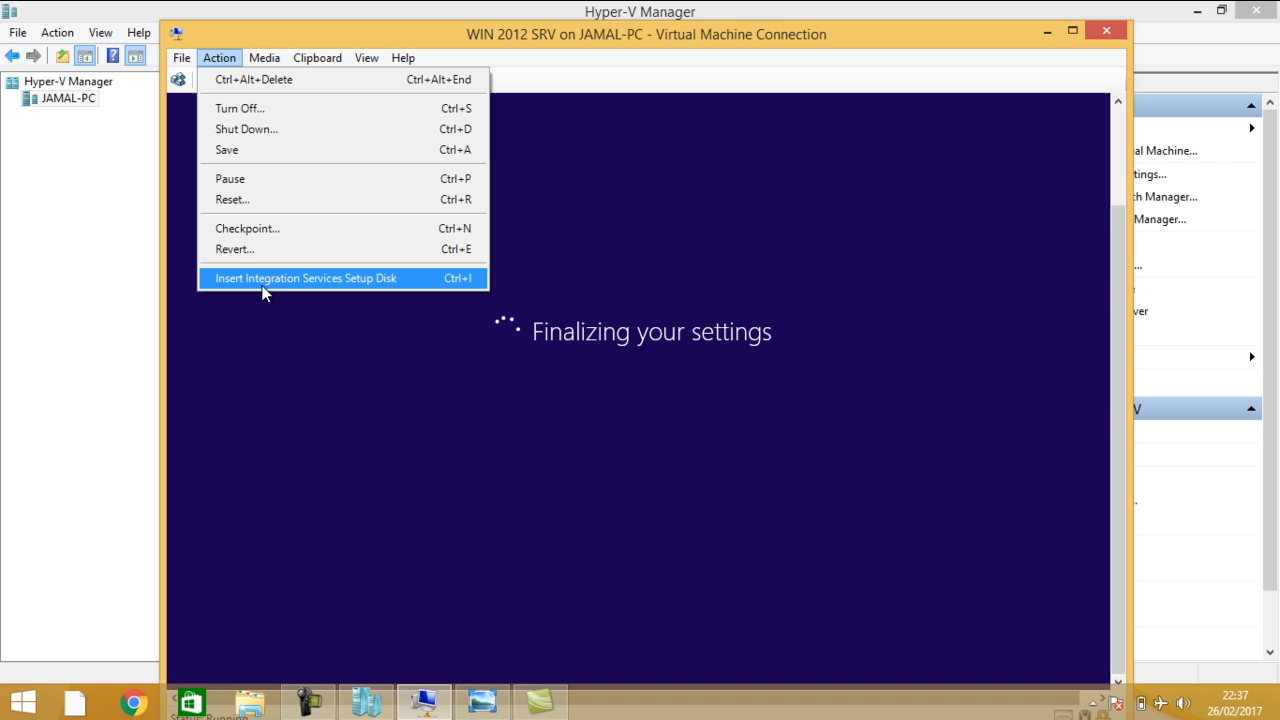 Hyper-V Manager
File Action View Help
WIN 2012 SRV on JAMAL-PC - Virtual Machine Connection
File Action Media Clipboard View Help
Hyper-V Manager
JAMAL-PC
Ctrl+Alt+Delete Ctrl+Alt+End
Turn Off... Ctrl+S
Shut Down... Ctrl+D
Save Ctrl+A
Pause Ctrl+P
Reset... Ctrl+R
Checkpoint... Ctrl+N
Revert... Ctrl+E
Insert Integration Services Setup Disk Ctrl+I
Finalizing your settings
al Machine...
tings...
h Manager...
Manager...
...
ver
V
Status: Running
22:37
26/02/2017